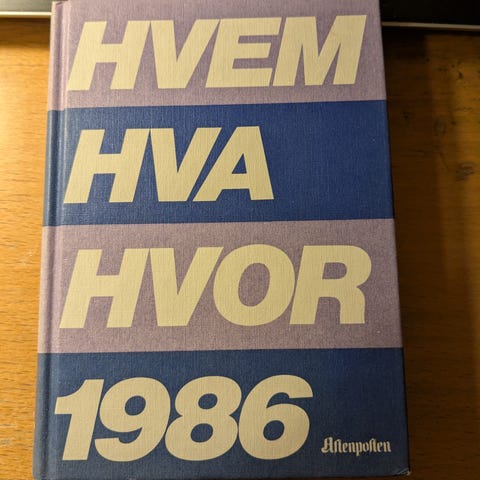 HVEM
HVA
HVOR
1986
Aftenposten